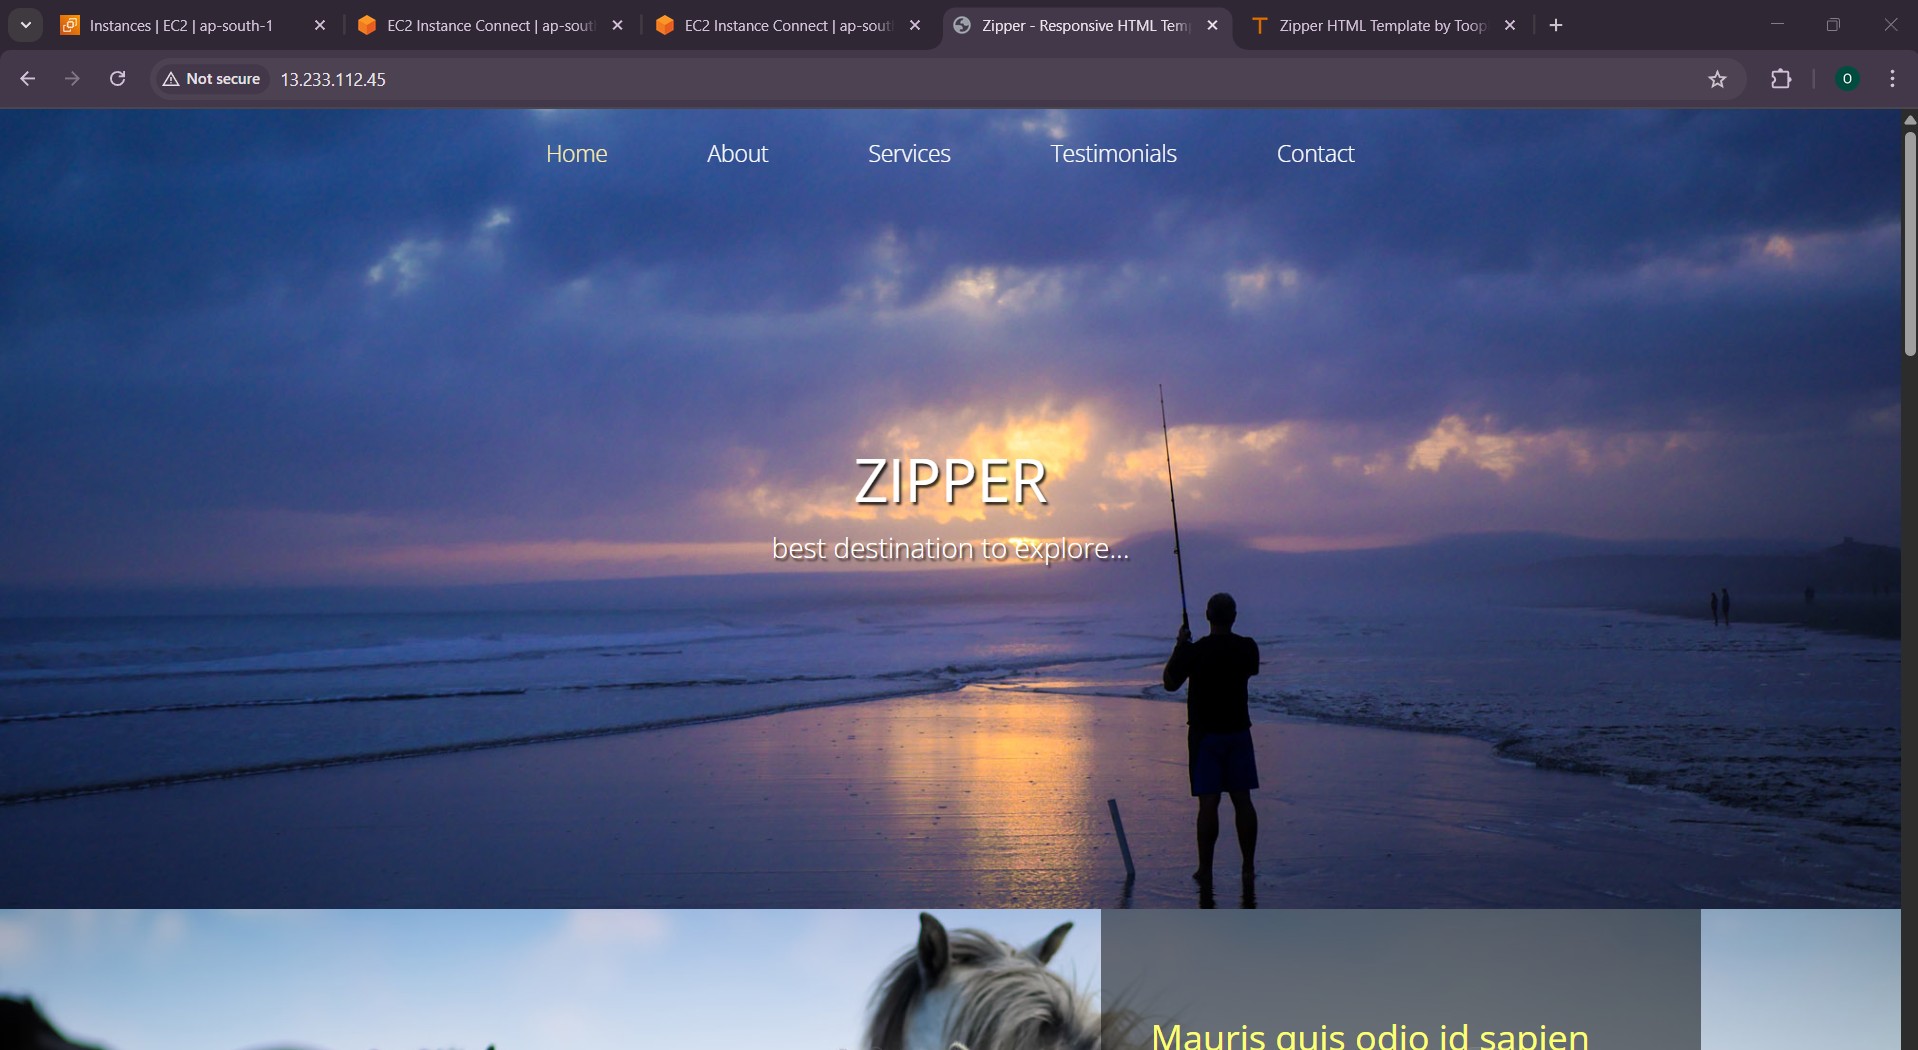 Instances | EC2 | ap-south-1
EC2 Instance Connect | ap-sout
EC2 Instance Connect | ap-sout
Zipper - Responsive HTML Tem
Zipper HTML Template by Toop
Not secure
13.233.112.45
O
Home
About
Services
Testimonials
Contact
ZIPPER
best destination to explore...
Mauris quis odio id sapien